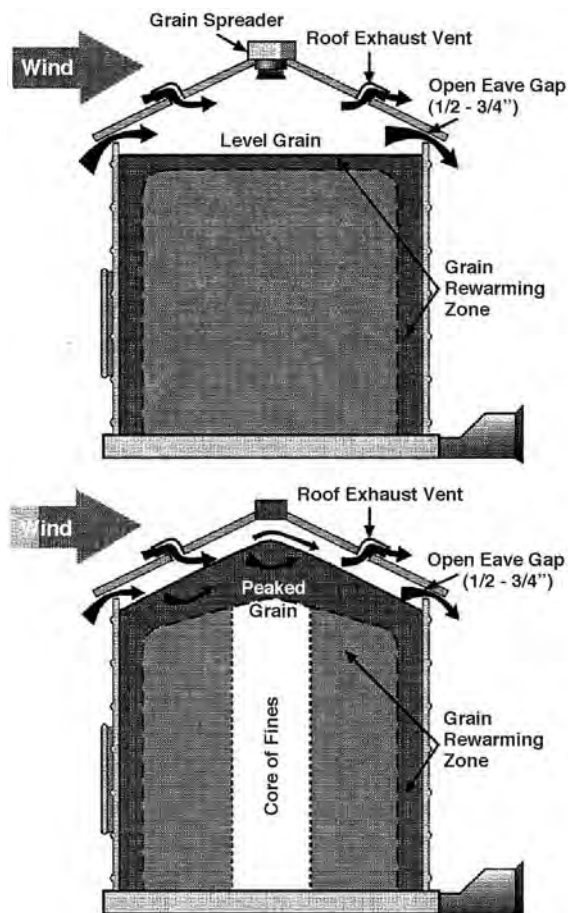 Grain Spreader
Roof Exhaust Vent
Wind
Open Eave Gap
(1/2 - 3/4")
Level Grain
Grain
Rewarming
Zone
Roof Exhaust Vent
Wind
Open Eave Gap
(1/2 - 3/4")
Peaked
Grain
Core of Fines
Grain
Rewarming
Zone